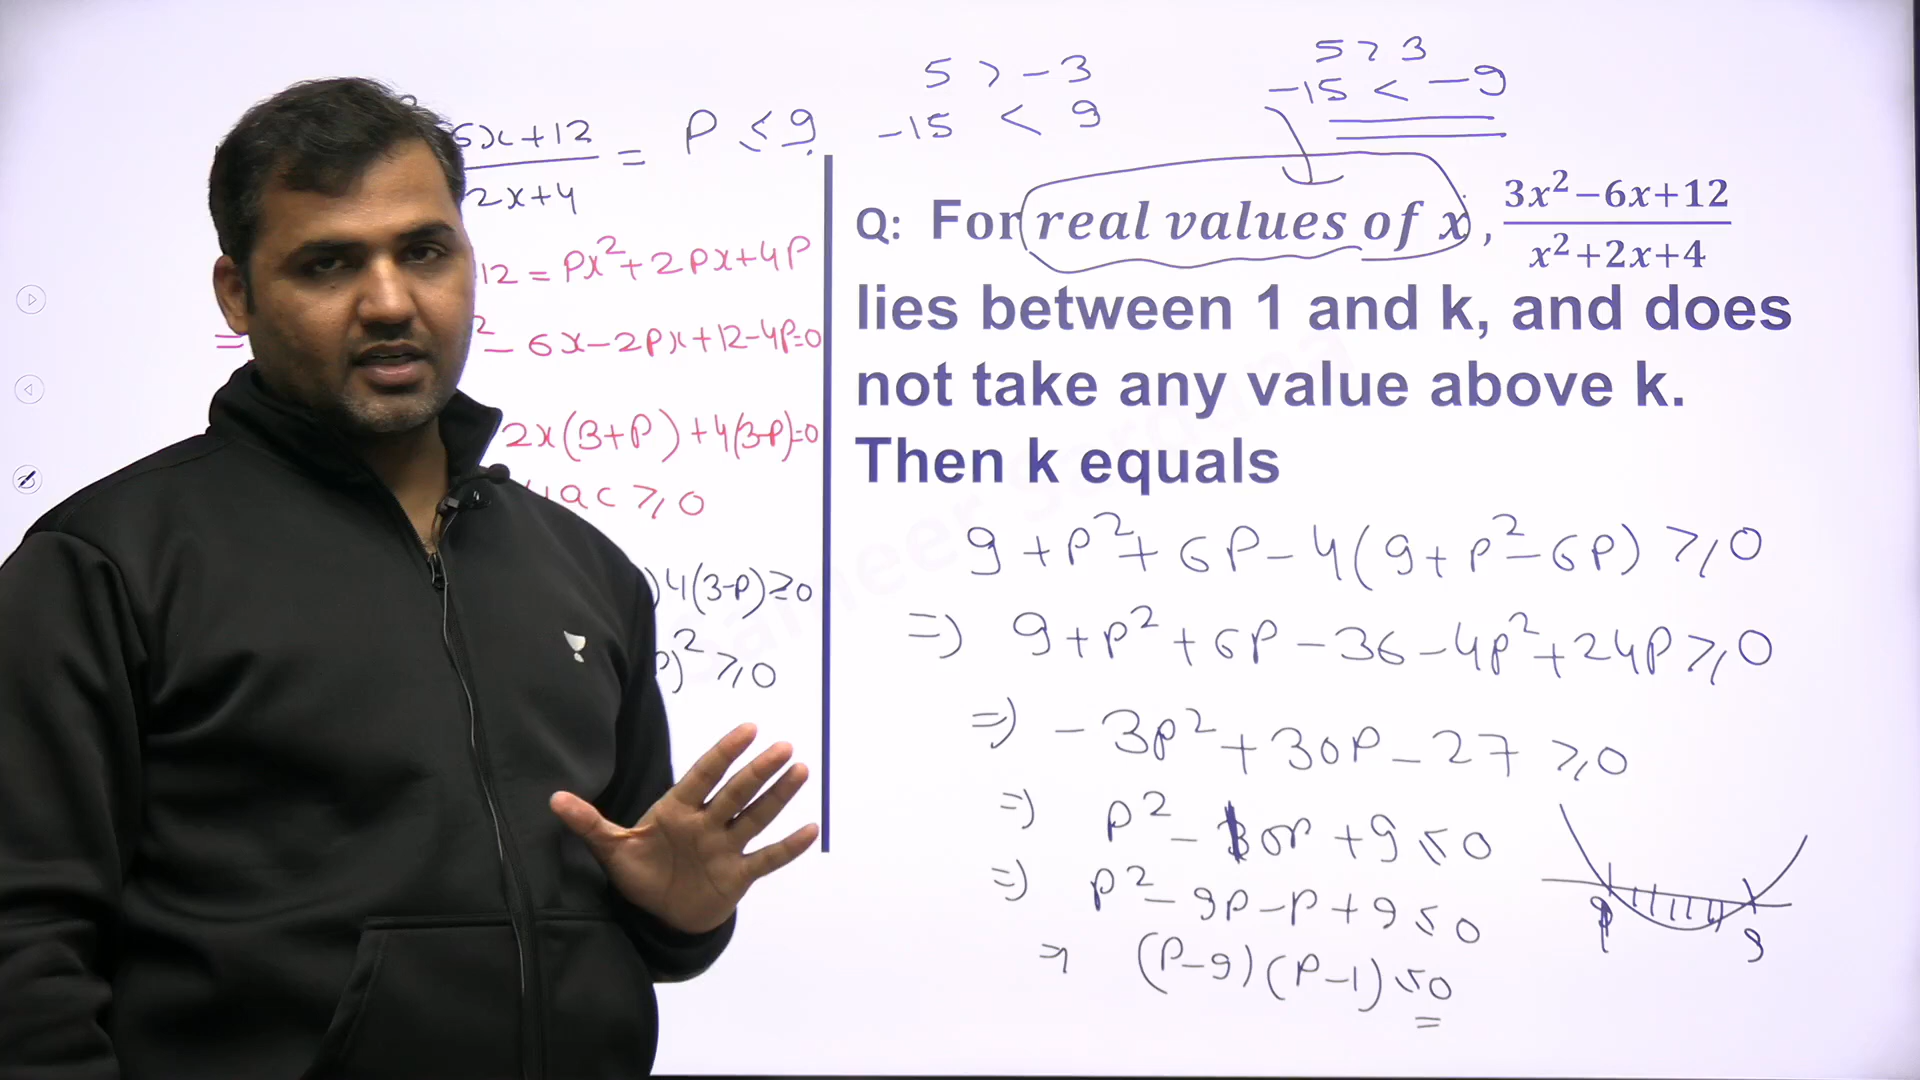 5 > -3
-15 < 9
5 > 3
-15 < -9
6x+12
2x+4
= P ≤ 9
12 = Px²+2Px+4P
= ² - 6x-2Px+12-4P=0
2x(3+P)+4(3-P)=0
4ac ≥ 0
)4(3-P)≥0
P)² ≥ 0
Q: For real values of x, 3x²-6x+12 / x²+2x+4
lies between 1 and k, and does
not take any value above k.
Then k equals
9+P²+6P-4(9+P²-6P) ≥ 0
=) 9+P²+6P-36-4P²+24P ≥ 0
=) -3P²+30P-27 ≥ 0
=) P²-10P+9 ≤ 0
=) P²-9P-P+9 ≤ 0
=) (P-9)(P-1) ≤ 0
9
Sameer Sardana